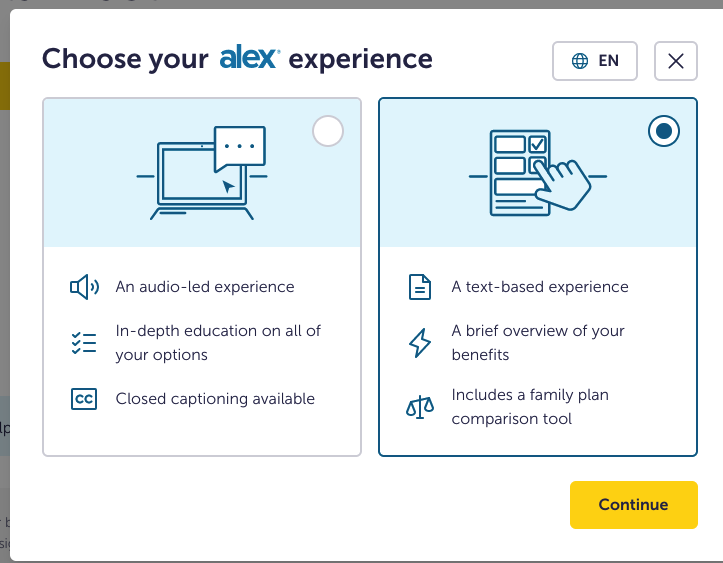 Choose your alex experience
EN
An audio-led experience
In-depth education on all of
your options
CC
Closed captioning available
A text-based experience
A brief overview of your
benefits
Includes a family plan
comparison tool
Continue